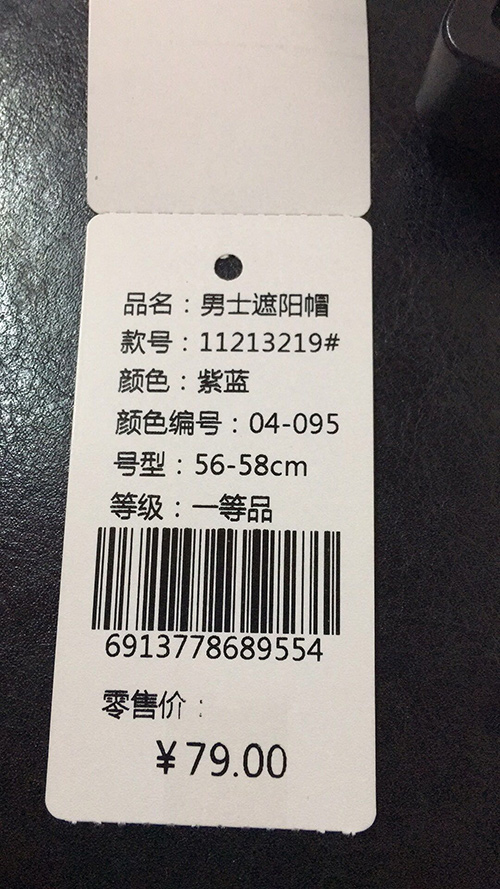 品名：男士遮阳帽
款号：11213219#
颜色：紫蓝
颜色编号：04-095
号型：56-58cm
等级：一等品
6913778689554
零售价：
￥79.00